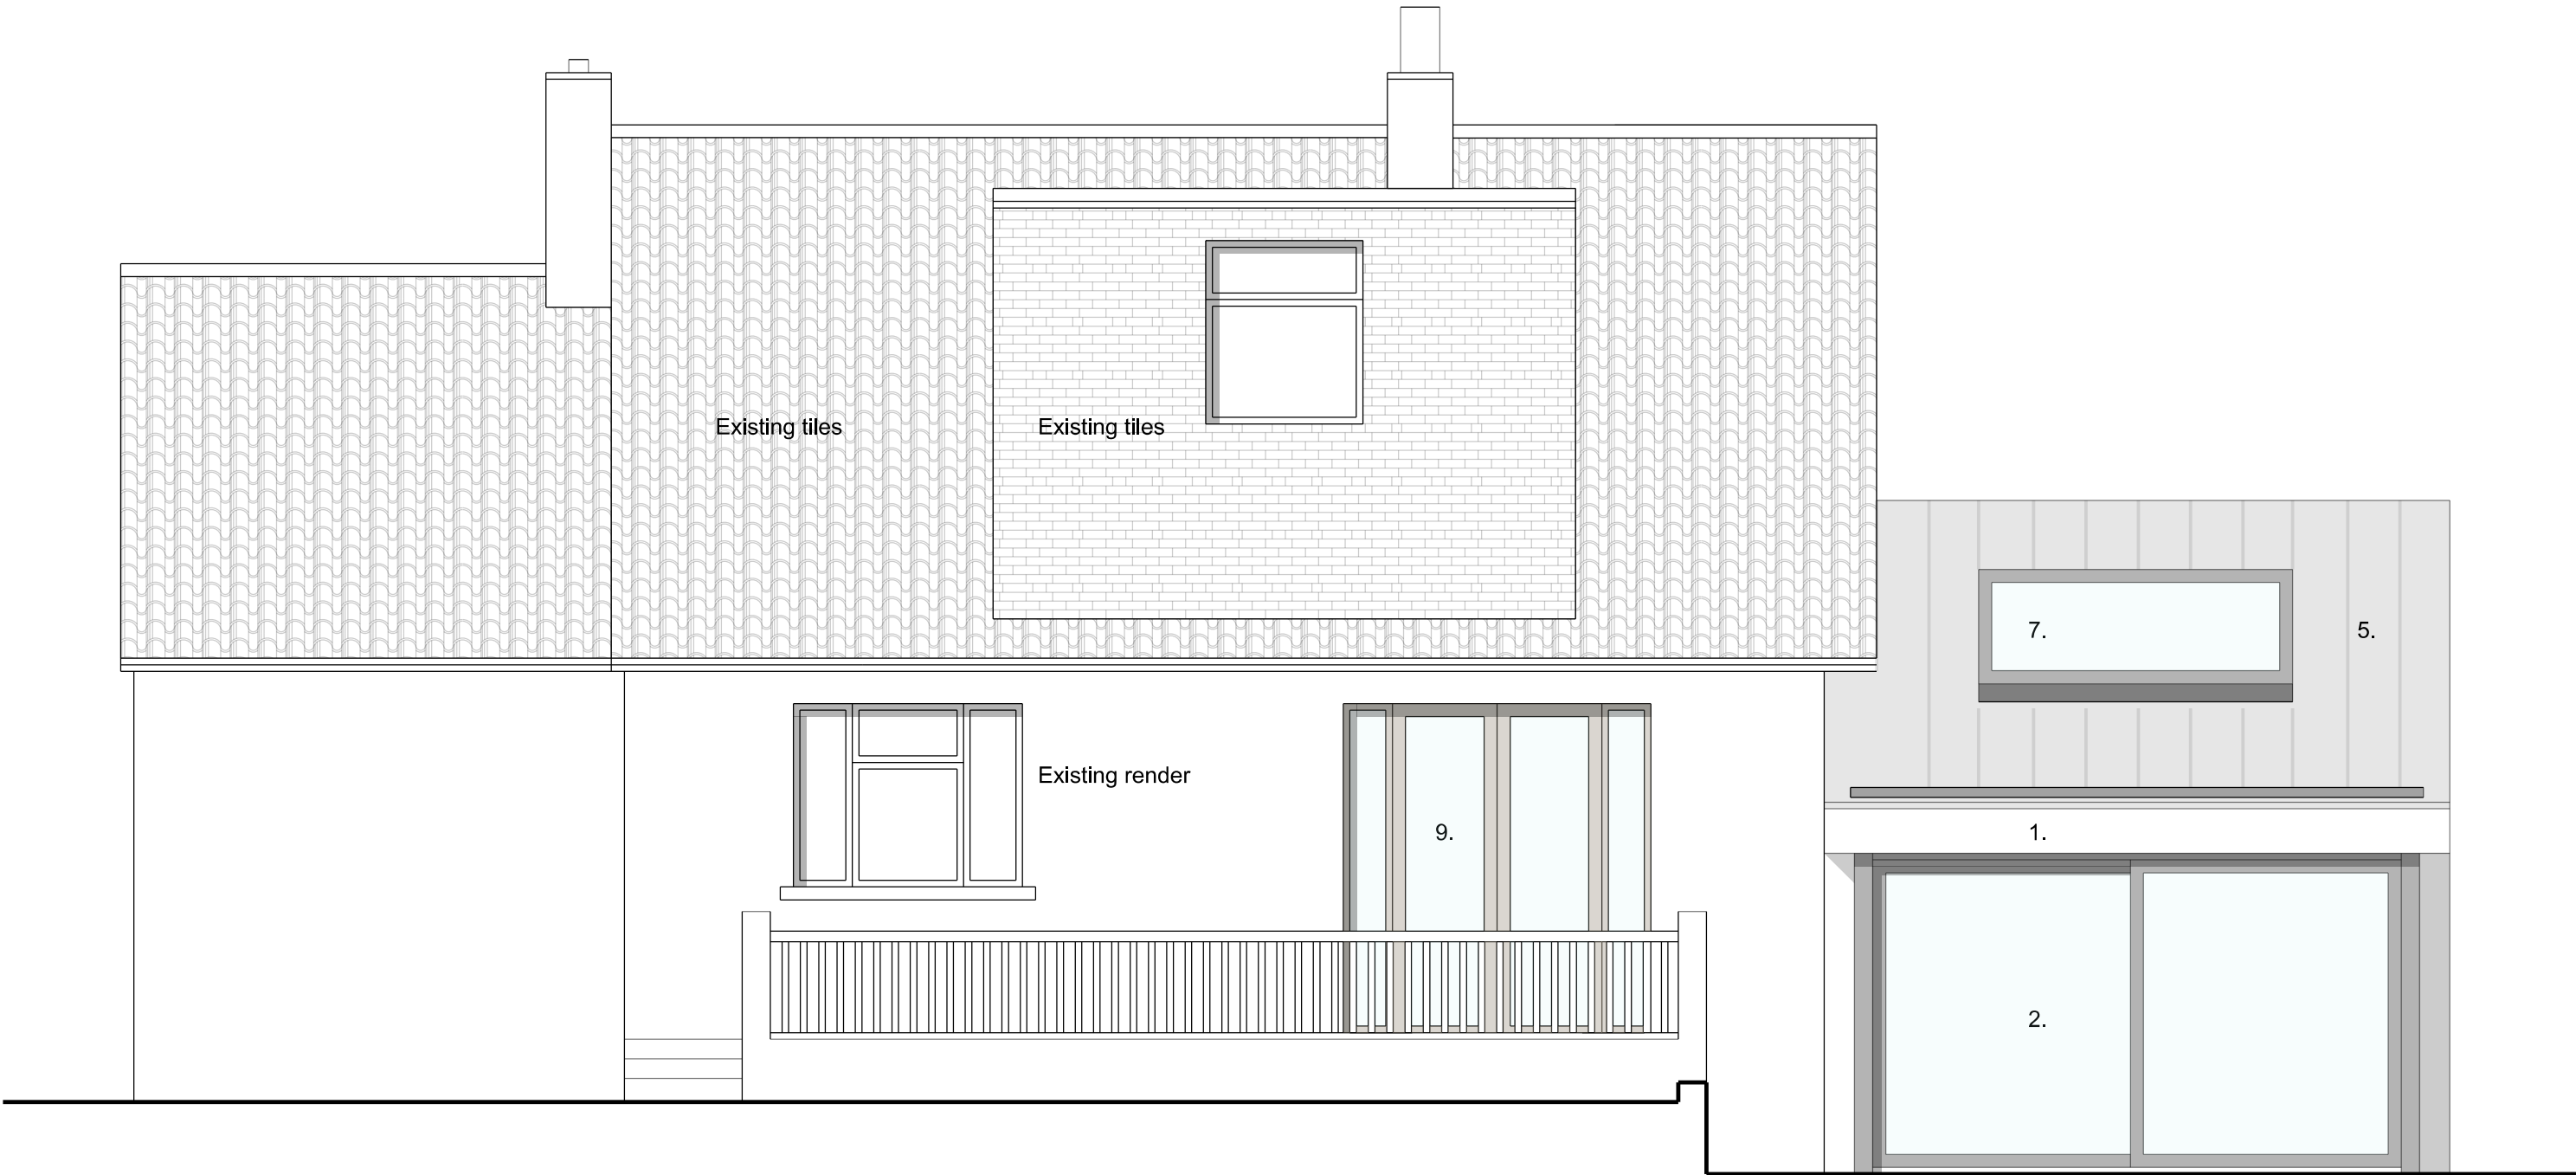 Existing tiles
Existing tiles
7.
5.
Existing render
9.
1.
2.